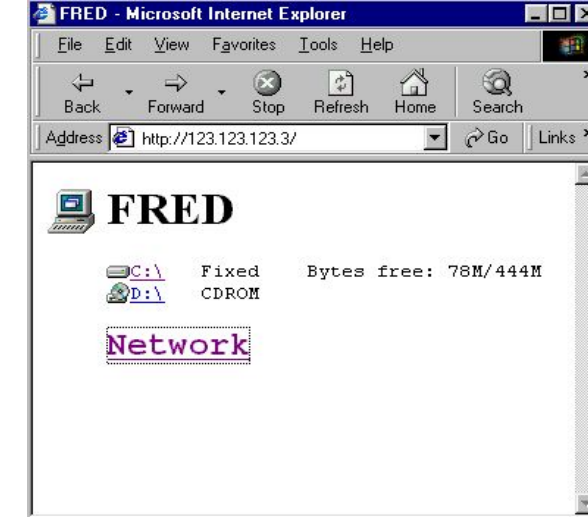 FRED - Microsoft Internet Explorer
File Edit View Favorites Tools Help
Back Forward Stop Refresh Home Search
Address http://123.123.123.3/ Go Links
FRED
C:\ Fixed Bytes free: 78M/444M
D:\ CDROM
Network